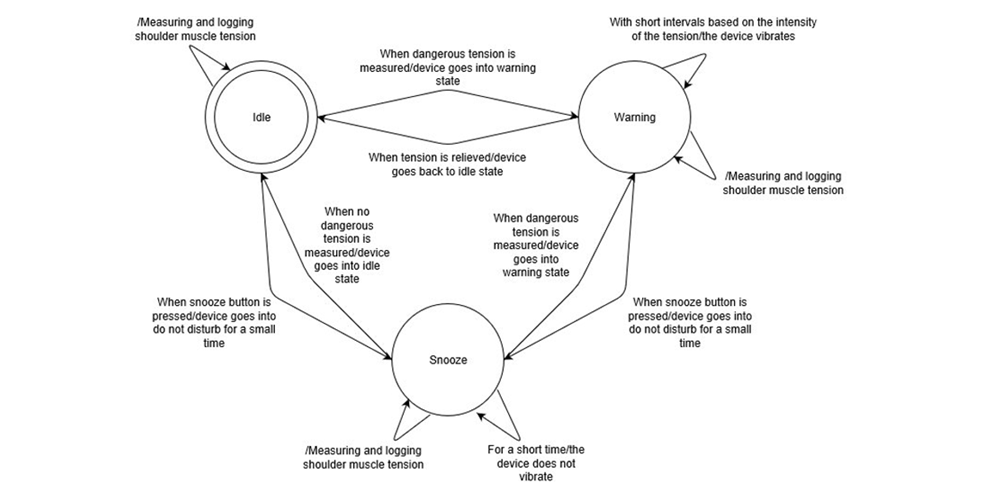 /Measuring and logging
shoulder muscle tension
With short intervals based on the intensity
of the tension/the device vibrates
When dangerous tension is
measured/device goes into warning
state
Idle
Warning
When tension is relieved/device
goes back to idle state
/Measuring and logging
shoulder muscle tension
When no
dangerous
tension is
measured/device
goes into idle
state
When dangerous
tension is
measured/device
goes into
warning state
When snooze button is
pressed/device goes into
do not disturb for a small
time
When snooze button is
pressed/device goes into
do not disturb for a small
time
Snooze
/Measuring and logging
shoulder muscle tension
For a short time/the
device does not
vibrate